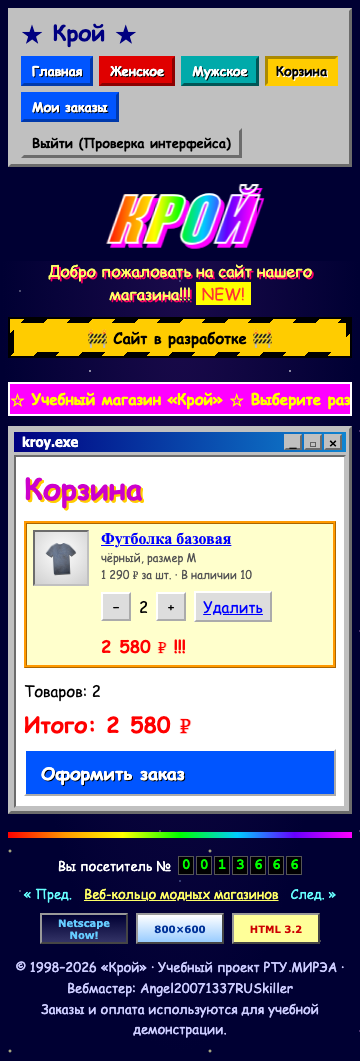 ★ Крой ★
Главная Женское Мужское Корзина
Мои заказы
Выйти (Проверка интерфейса)
КРОЙ
Добро пожаловать на сайт нашего
магазина!!! NEW!
🚧 Сайт в разработке 🚧
☆ Учебный магазин «Крой» ☆ Выберите раз
kroy.exe
Корзина
Футболка базовая
чёрный, размер M
1 290 ₽ за шт. · В наличии 10
− 2 + Удалить
2 580 ₽ !!!
Товаров: 2
Итого: 2 580 ₽
Оформить заказ
Вы посетитель № 0013666
« Пред. Веб-кольцо модных магазинов След. »
Netscape
Now!
800×600
HTML 3.2
© 1998–2026 «Крой» · Учебный проект РТУ МИРЭА ·
Вебмастер: Angel20071337RUSkiller
Заказы и оплата используются для учебной
демонстрации.